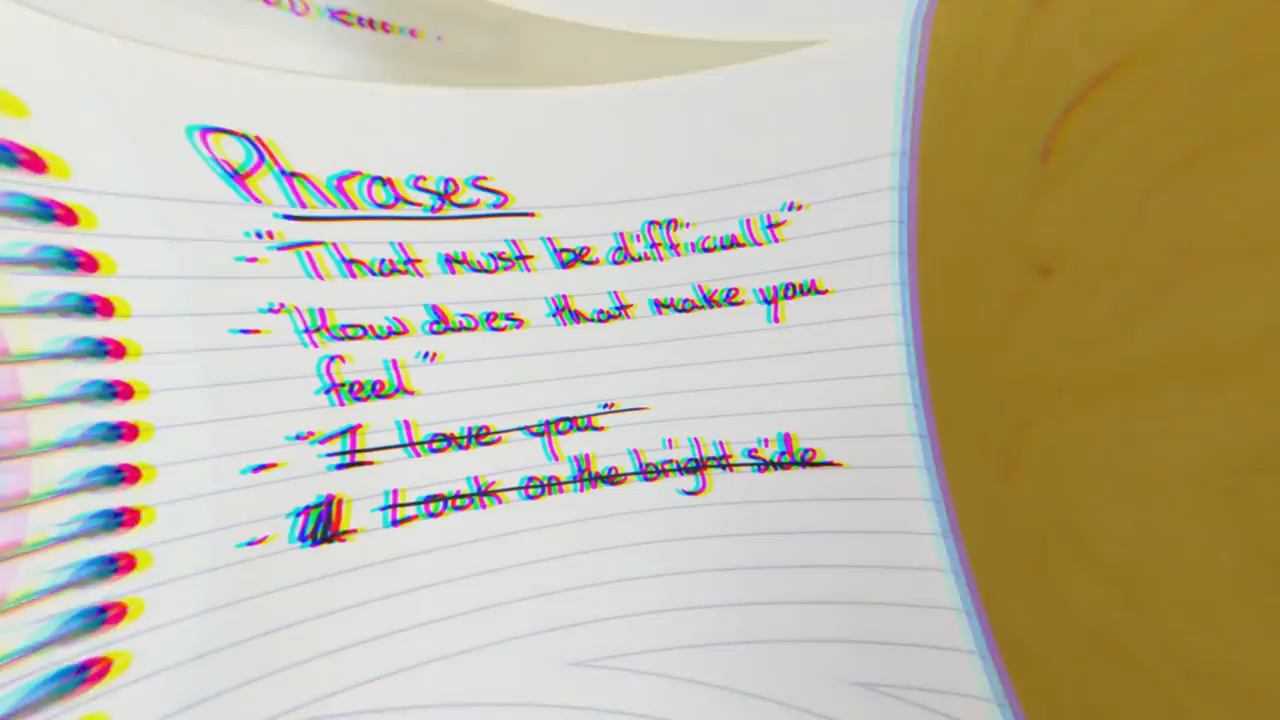 Phrases
- "That must be difficult"
- "How does that make you
feel"
- "I love you"
- Look on the bright side